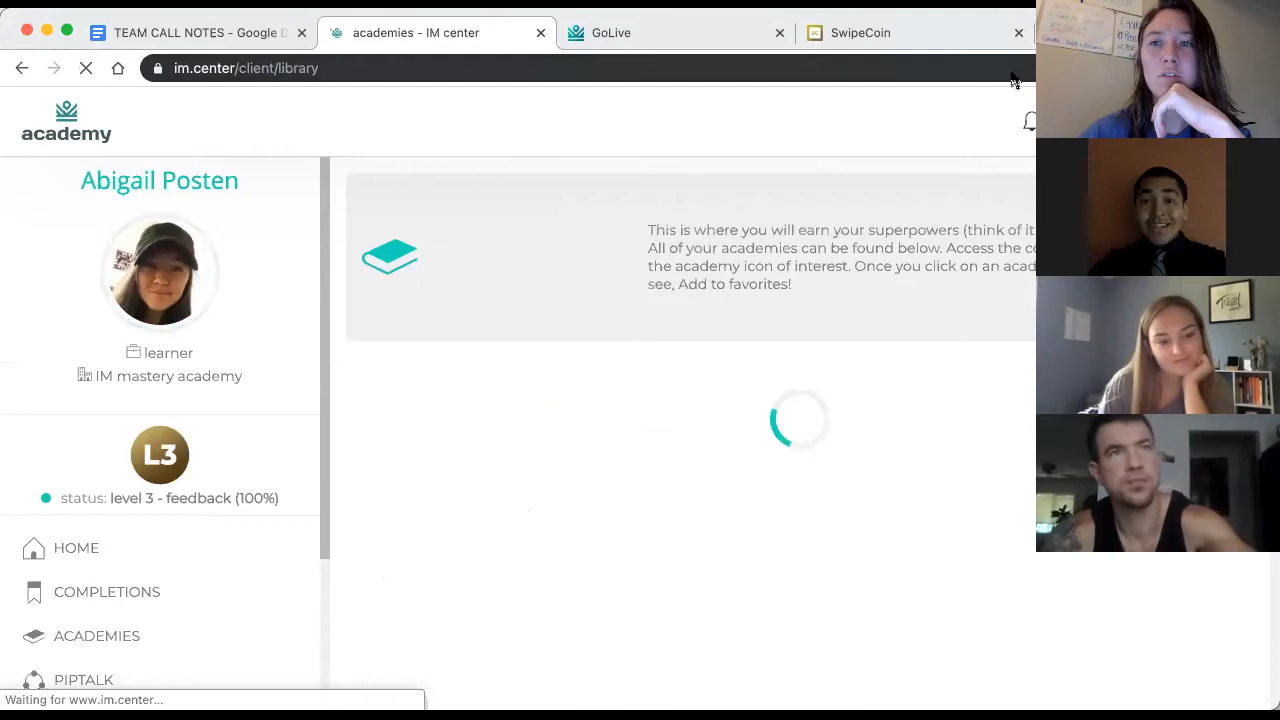 TEAM CALL NOTES - Google D
academies - IM center
GoLive
SwipeCoin
im.center/client/library
academy
Abigail Posten
learner
IM mastery academy
L3
status: level 3 - feedback (100%)
HOME
COMPLETIONS
ACADEMIES
PIPTALK
This is where you will earn your superpowers (think of it
All of your academies can be found below. Access the co
the academy icon of interest. Once you click on an acad
see, Add to favorites!
Waiting for www.im.center...
Travel